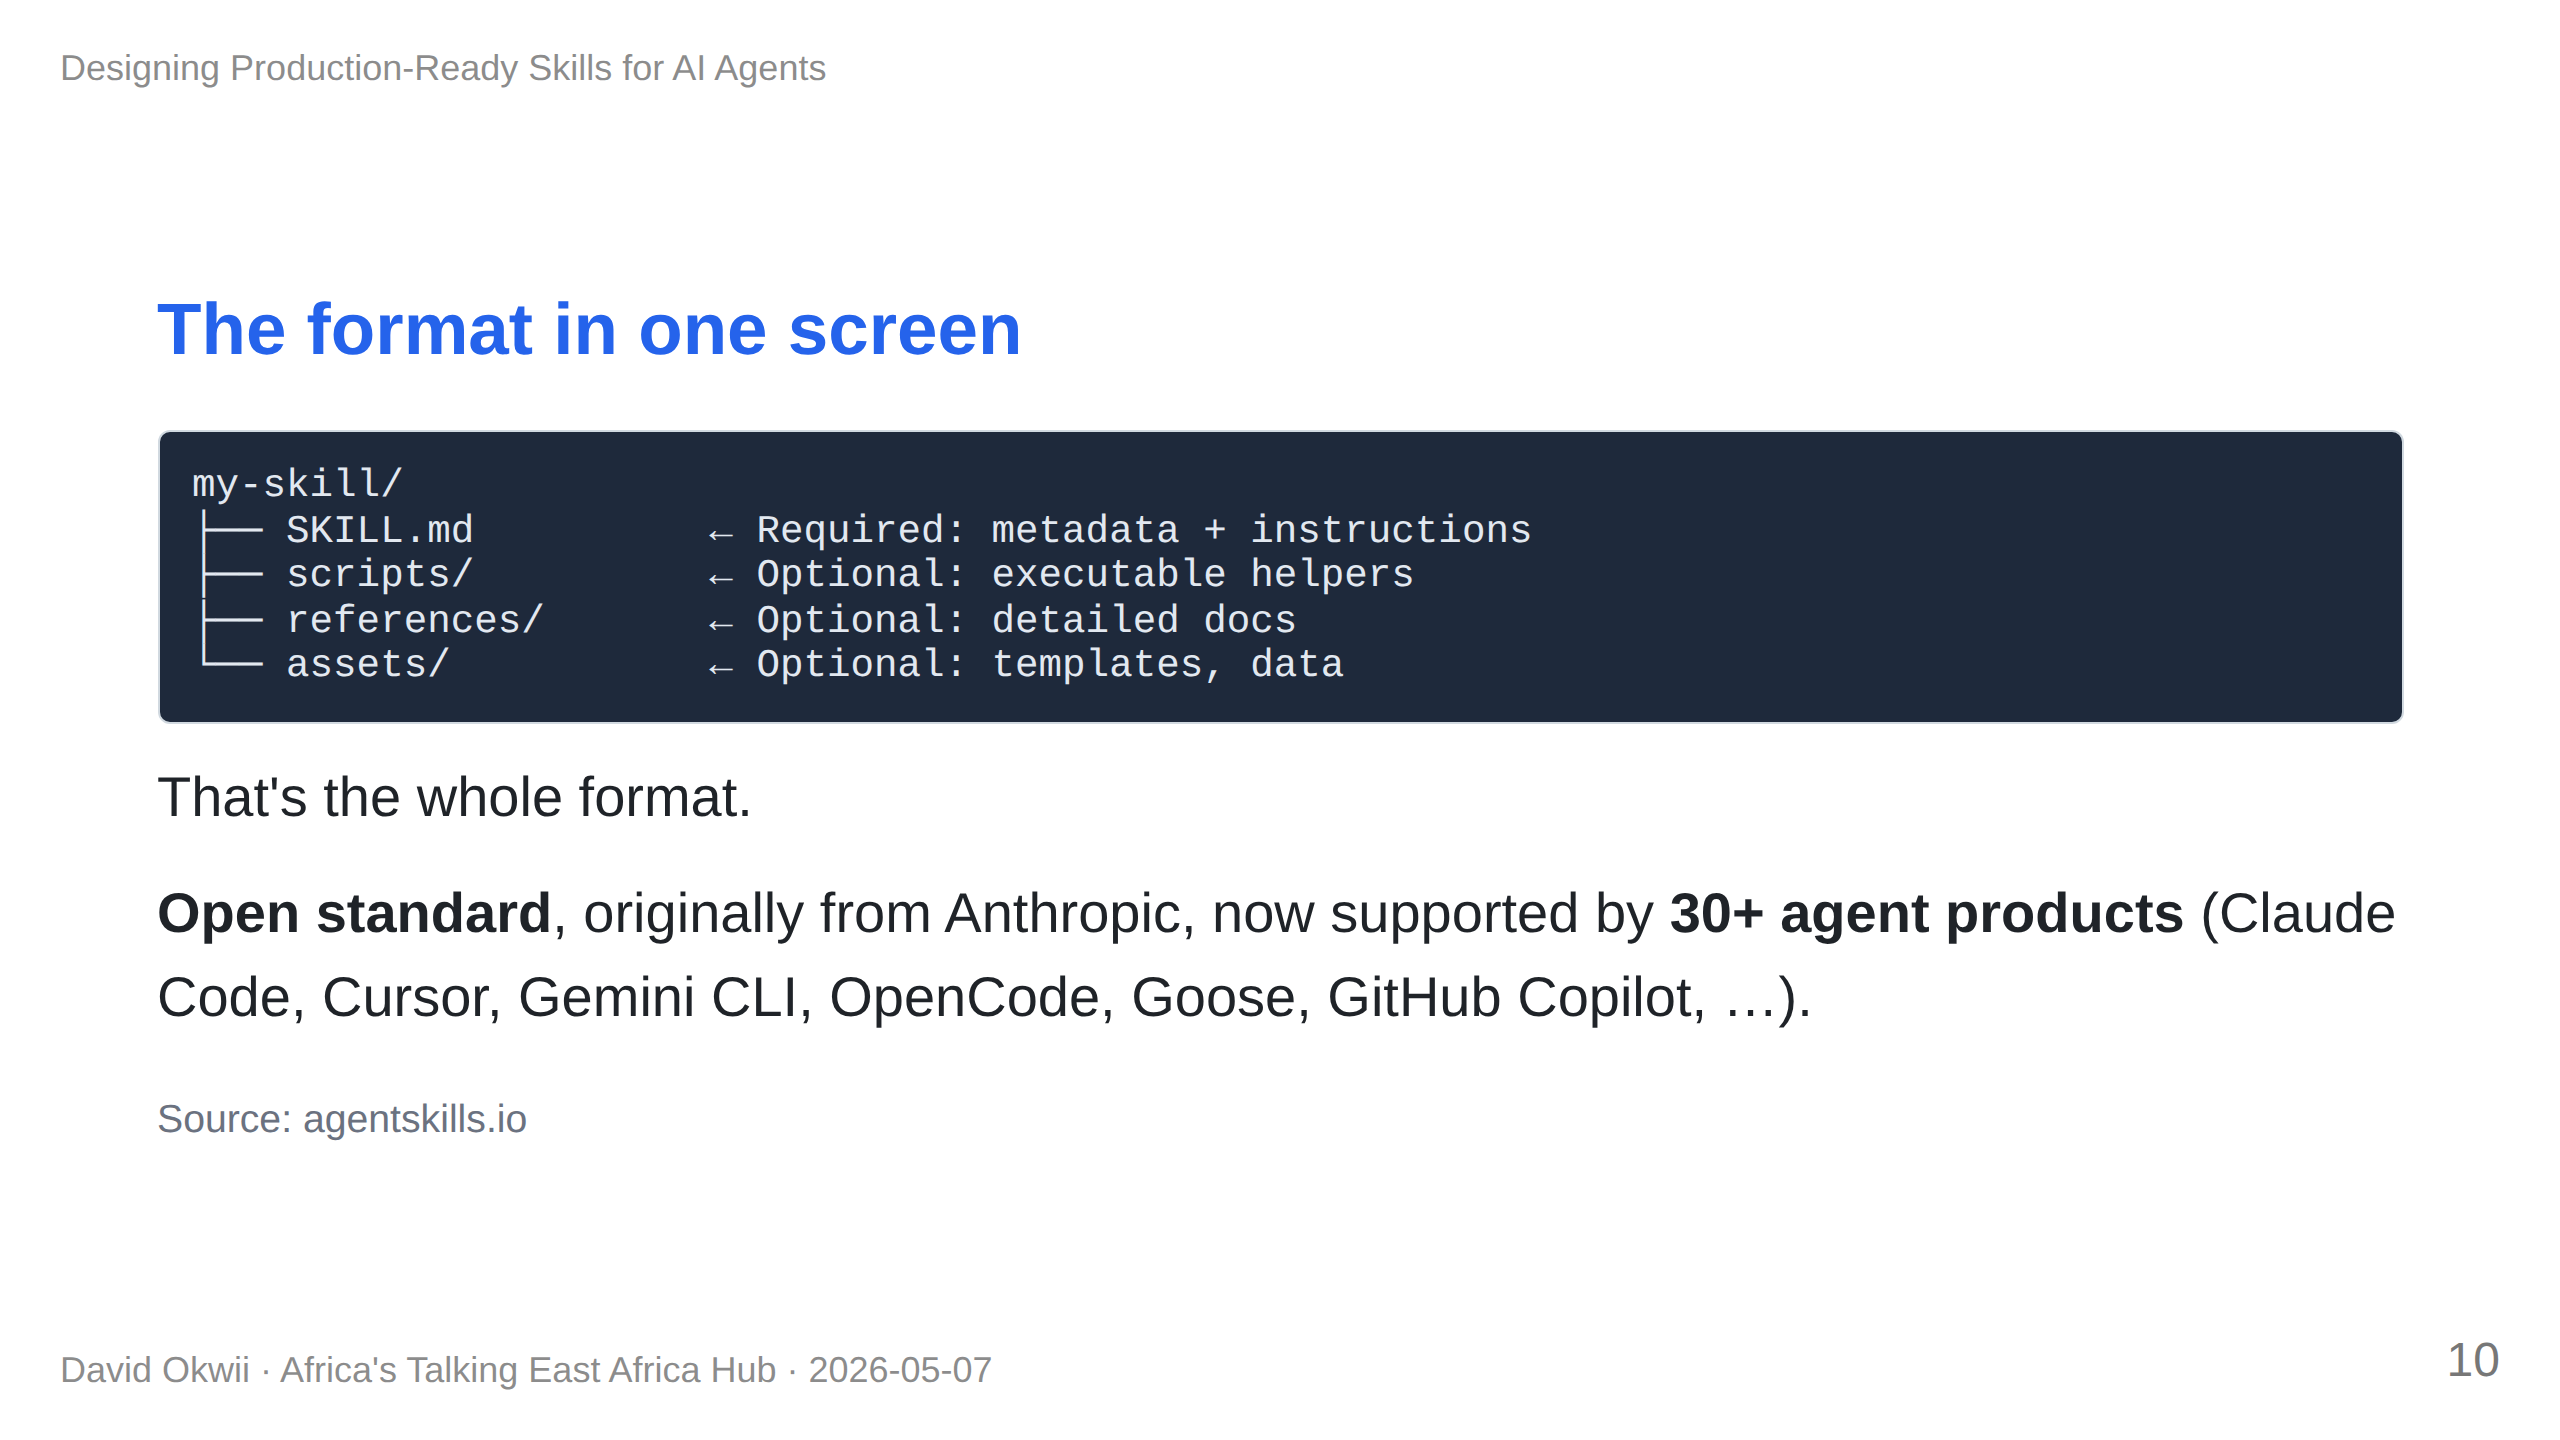 Designing Production-Ready Skills for AI Agents
The format in one screen
my-skill/
├── SKILL.md          ← Required: metadata + instructions
├── scripts/          ← Optional: executable helpers
├── references/       ← Optional: detailed docs
└── assets/           ← Optional: templates, data
That's the whole format.
Open standard, originally from Anthropic, now supported by 30+ agent products (Claude
Code, Cursor, Gemini CLI, OpenCode, Goose, GitHub Copilot, …).
Source: agentskills.io
David Okwii · Africa's Talking East Africa Hub · 2026-05-07
10